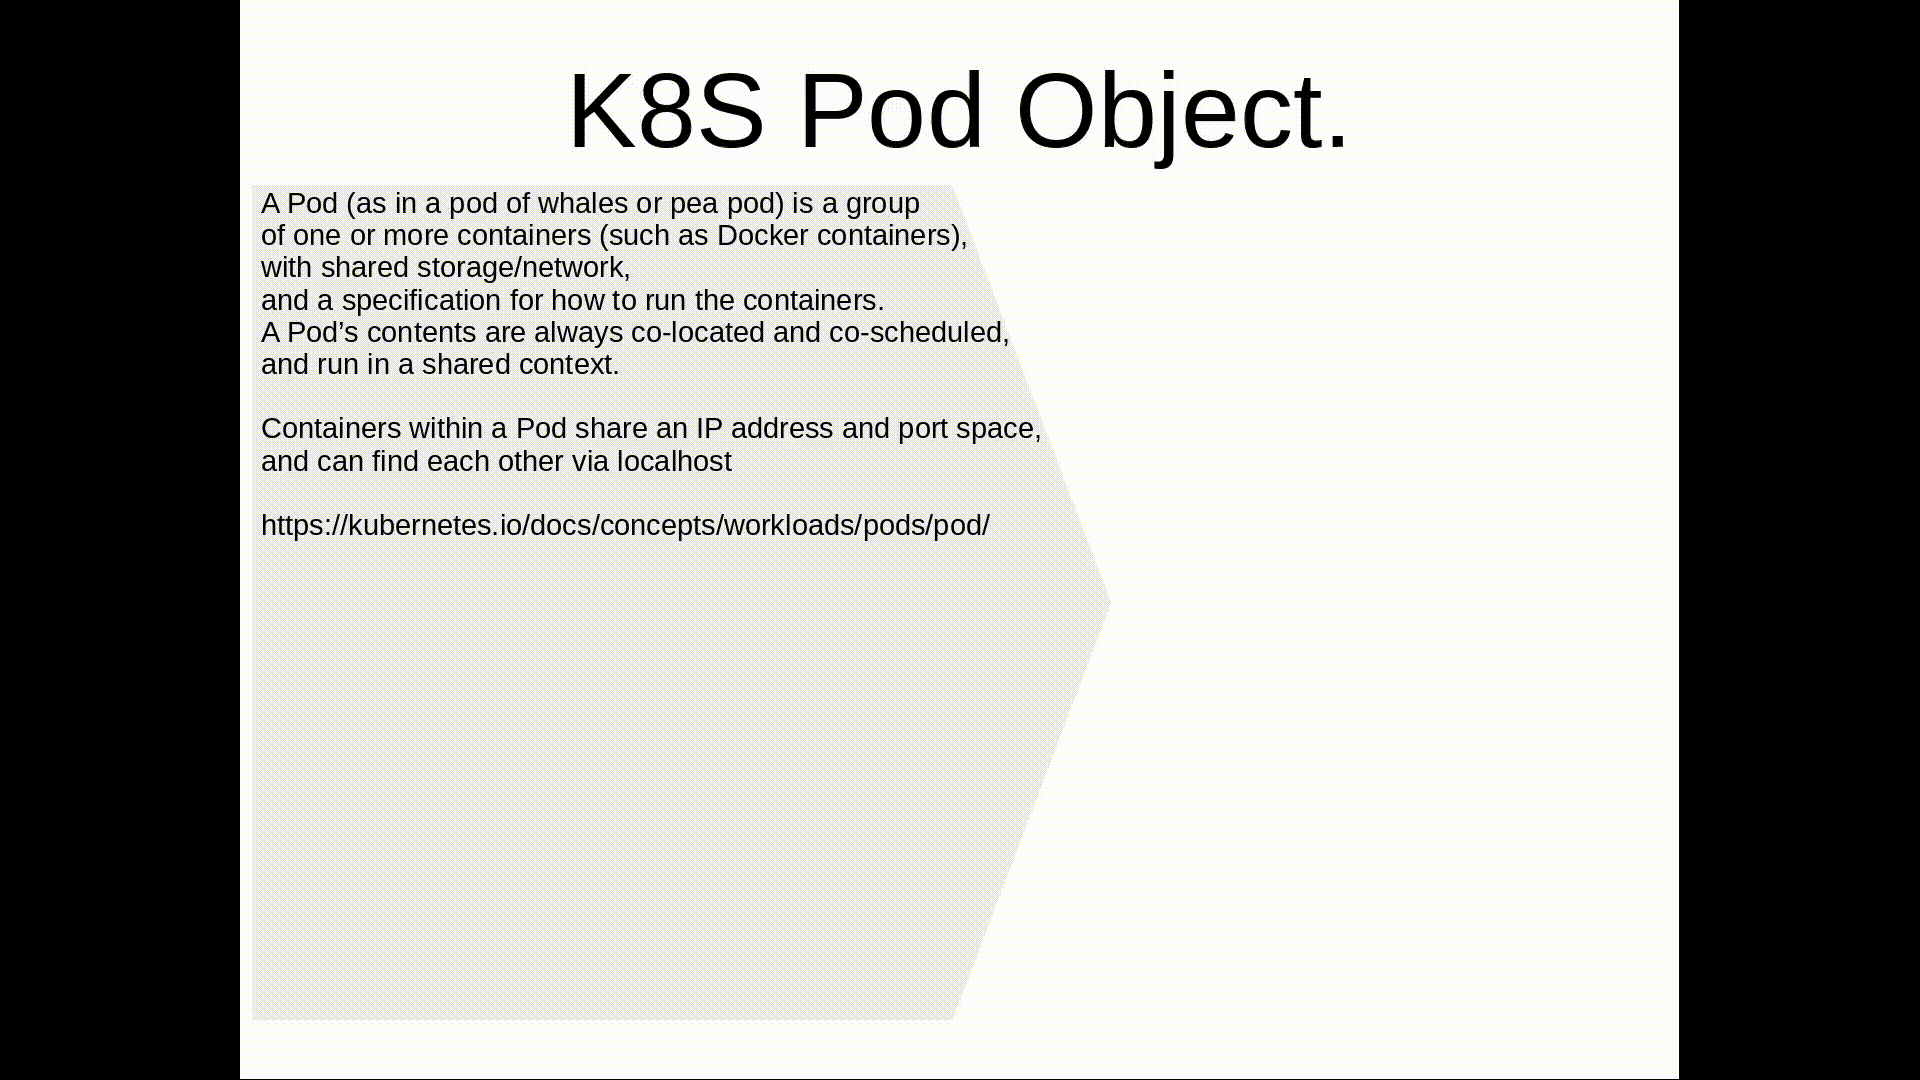 K8S Pod Object.
A Pod (as in a pod of whales or pea pod) is a group
of one or more containers (such as Docker containers),
with shared storage/network,
and a specification for how to run the containers.
A Pod’s contents are always co-located and co-scheduled,
and run in a shared context.
Containers within a Pod share an IP address and port space,
and can find each other via localhost
https://kubernetes.io/docs/concepts/workloads/pods/pod/